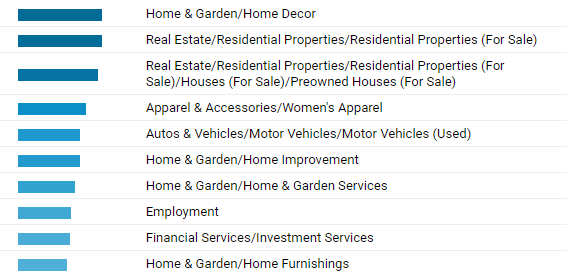 Home & Garden/Home Decor
Real Estate/Residential Properties/Residential Properties (For Sale)
Real Estate/Residential Properties/Residential Properties (For
Sale)/Houses (For Sale)/Preowned Houses (For Sale)
Apparel & Accessories/Women's Apparel
Autos & Vehicles/Motor Vehicles/Motor Vehicles (Used)
Home & Garden/Home Improvement
Home & Garden/Home & Garden Services
Employment
Financial Services/Investment Services
Home & Garden/Home Furnishings